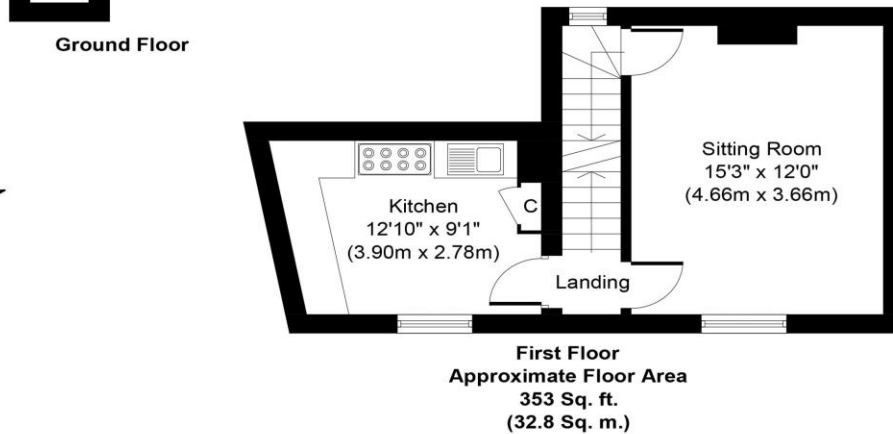 Ground Floor
Kitchen
12'10" x 9'1"
(3.90m x 2.78m)
C
Landing
Sitting Room
15'3" x 12'0"
(4.66m x 3.66m)
First Floor
Approximate Floor Area
353 Sq. ft.
(32.8 Sq. m.)